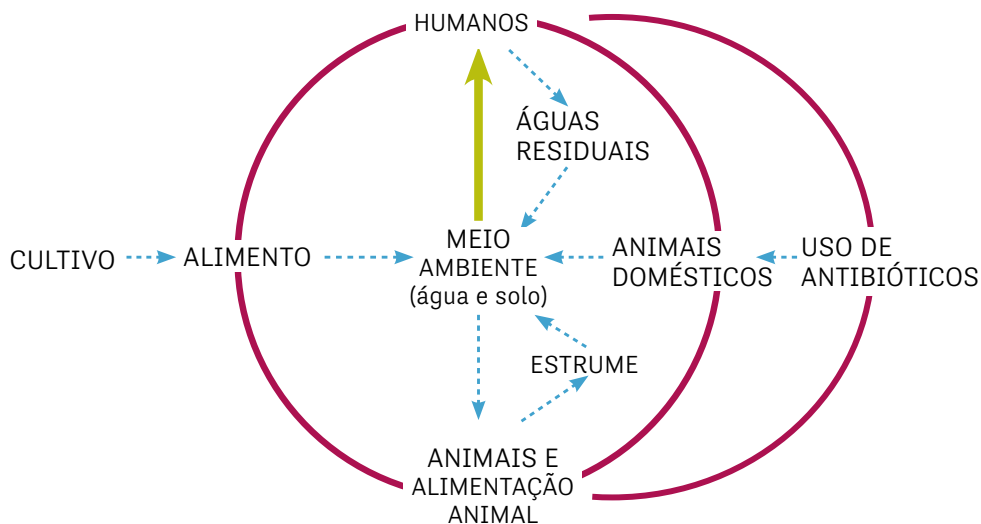 HUMANOS
ÁGUAS
RESIDUAIS
CULTIVO
ALIMENTO
MEIO
AMBIENTE
(água e solo)
ANIMAIS
DOMÉSTICOS
USO DE
ANTIBIÓTICOS
ESTRUME
ANIMAIS E
ALIMENTAÇÃO
ANIMAL